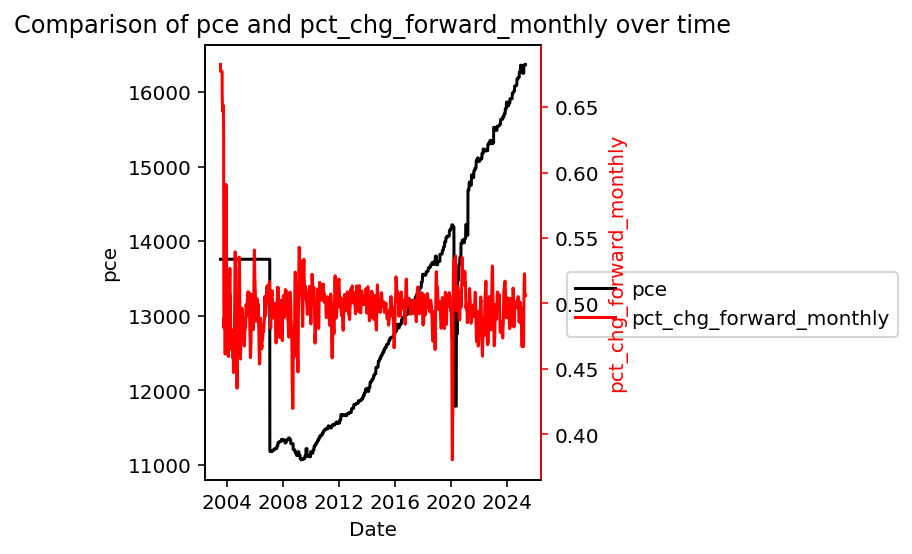 Comparison of pce and pct_chg_forward_monthly over time
16000
15000
14000
13000
12000
11000
pce
0.65
0.60
0.55
0.50
0.45
0.40
pct_chg_forward_monthly
pce
pct_chg_forward_monthly
2004 2008 2012 2016 2020 2024
Date